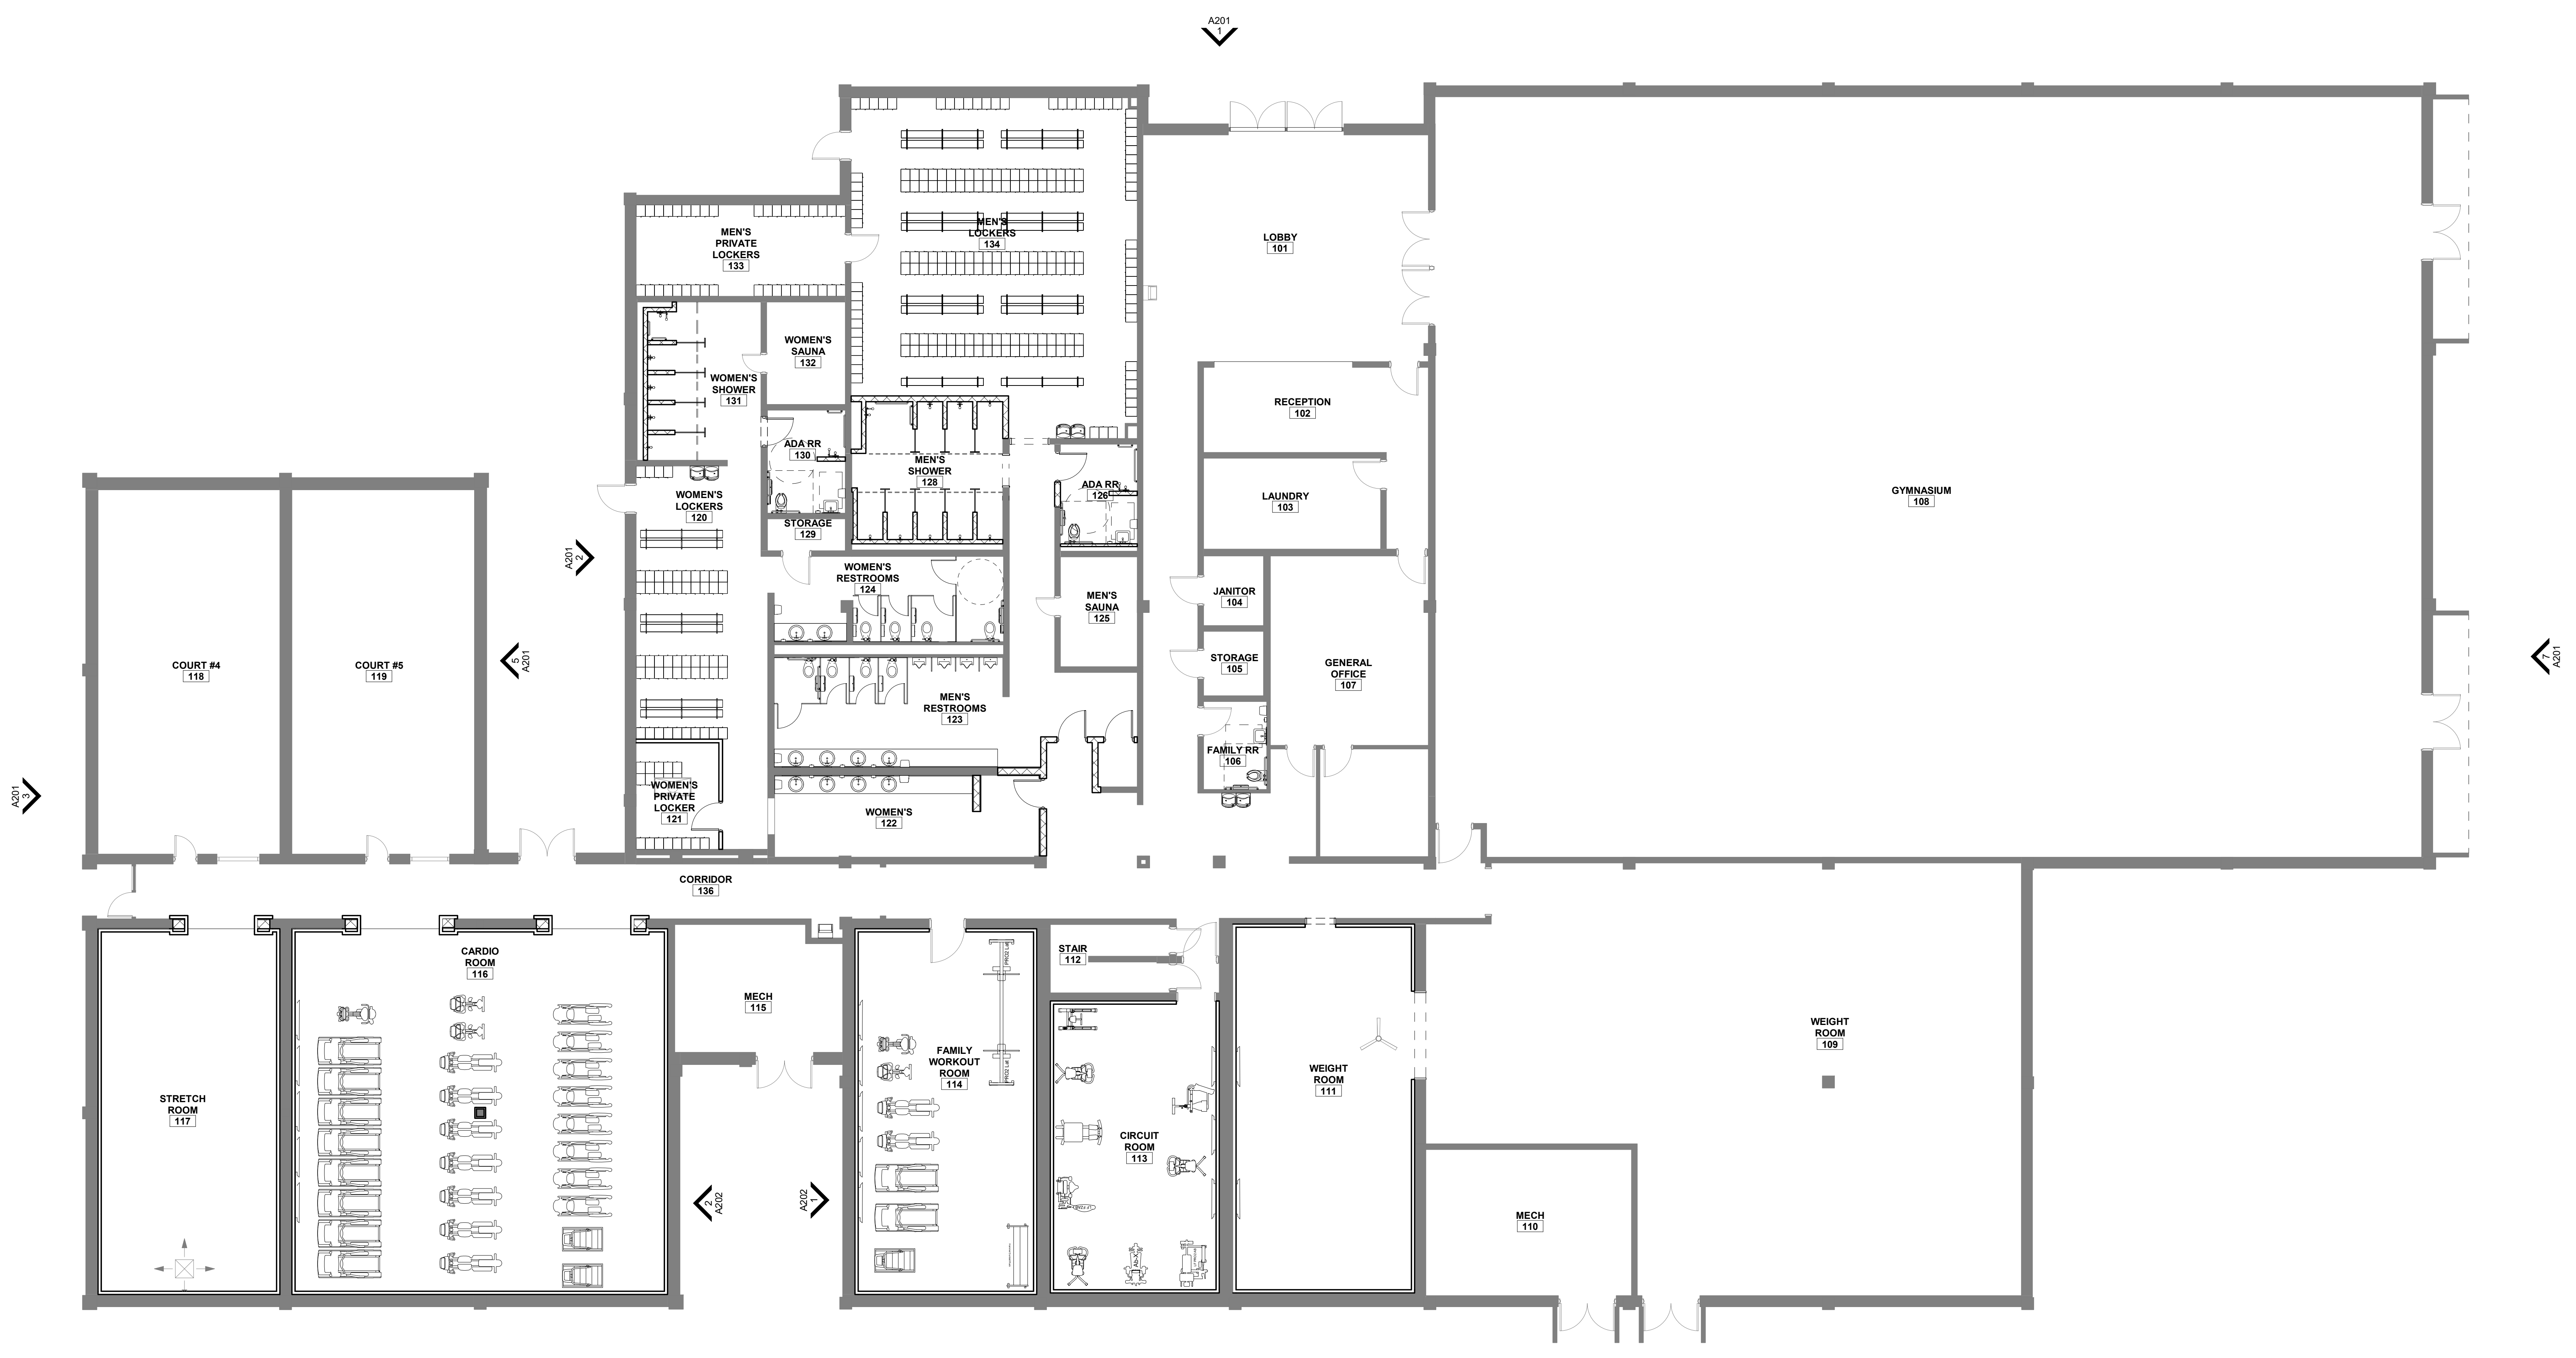 A201
1
MEN'S
PRIVATE
LOCKERS
133
MEN'S
LOCKERS
134
LOBBY
101
WOMEN'S
SAUNA
132
WOMEN'S
SHOWER
131
RECEPTION
102
ADA RR
130
MEN'S
SHOWER
128
ADA RR
126
LAUNDRY
103
GYMNASIUM
108
WOMEN'S
LOCKERS
120
STORAGE
129
A201
2
WOMEN'S
RESTROOMS
124
MEN'S
SAUNA
125
JANITOR
104
COURT #4
118
COURT #5
119
5
A201
STORAGE
105
GENERAL
OFFICE
107
7
A201
MEN'S
RESTROOMS
123
FAMILY RR
106
A201
3
WOMEN'S
PRIVATE
LOCKER
121
WOMEN'S
122
CORRIDOR
136
CARDIO
ROOM
116
STAIR
112
MECH
115
PRO2 Lat
PRO2 Lat
FAMILY
WORKOUT
ROOM
114
WEIGHT
ROOM
109
WEIGHT
ROOM
111
STRETCH
ROOM
117
CIRCUIT
ROOM
113
2
A202
A202
1
MECH
110